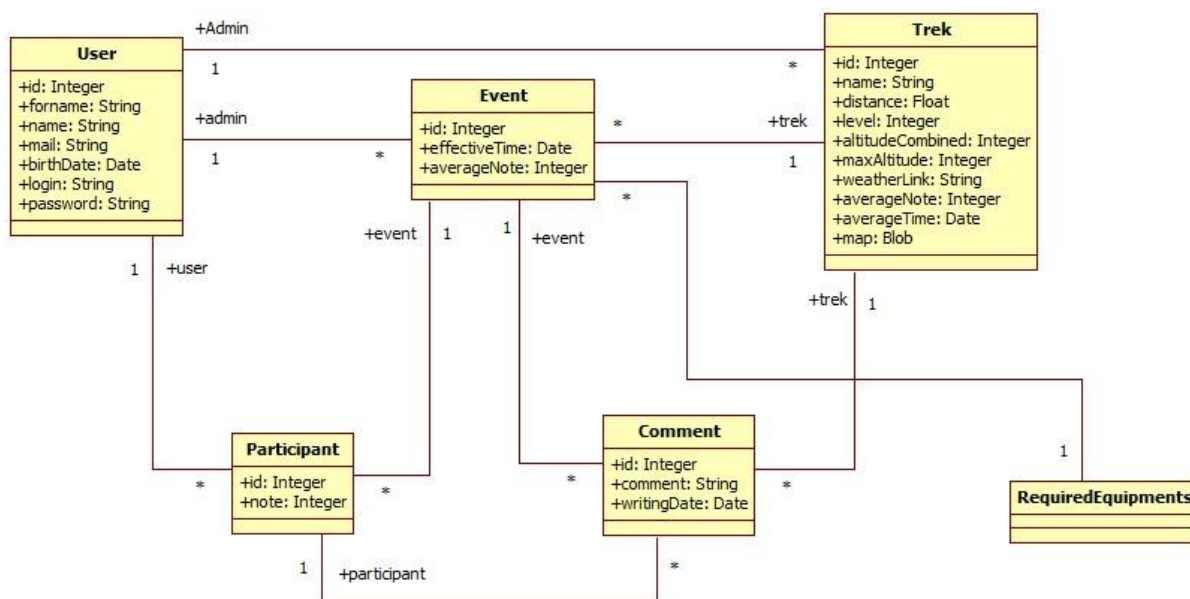 User
+id: Integer
+forname: String
+name: String
+mail: String
+birthDate: Date
+login: String
+password: String
+Admin
1
*
+admin
1
*
Event
+id: Integer
+effectiveTime: Date
+averageNote: Integer
*
+trek
1
*
Trek
+id: Integer
+name: String
+distance: Float
+level: Integer
+altitudeCombined: Integer
+maxAltitude: Integer
+weatherLink: String
+averageNote: Integer
+averageTime: Date
+map: Blob
1
+user
+event
1
1
+event
+trek
1
Participant
+id: Integer
+note: Integer
*
*
Comment
+id: Integer
+comment: String
+writingDate: Date
*
*
1
RequiredEquipments
1
+participant
*